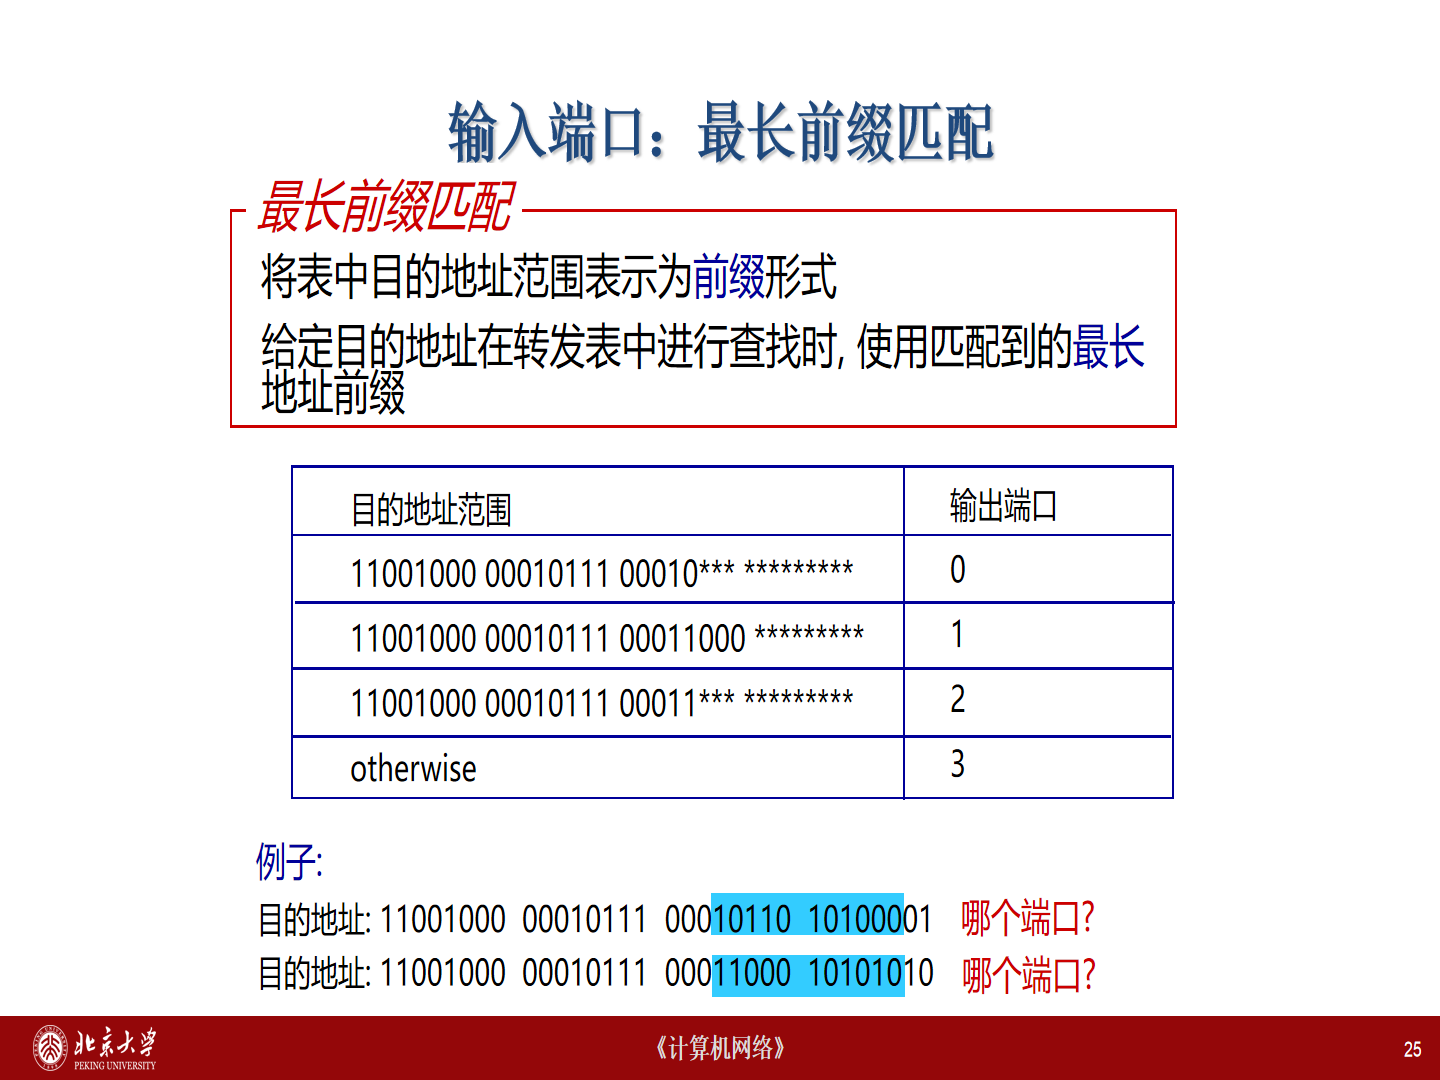 输入端口：最长前缀匹配
最长前缀匹配
将表中目的地址范围表示为前缀形式
给定目的地址在转发表中进行查找时, 使用匹配到的最长
地址前缀
目的地址范围 输出端口
11001000 00010111 00010*** ********* 0
11001000 00010111 00011000 ********* 1
11001000 00010111 00011*** ********* 2
otherwise 3
例子:
目的地址: 11001000 00010111 00010110 10100001 哪个端口?
目的地址: 11001000 00010111 00011000 10101010 哪个端口?
北京大学
PEKING UNIVERSITY
《计算机网络》
25